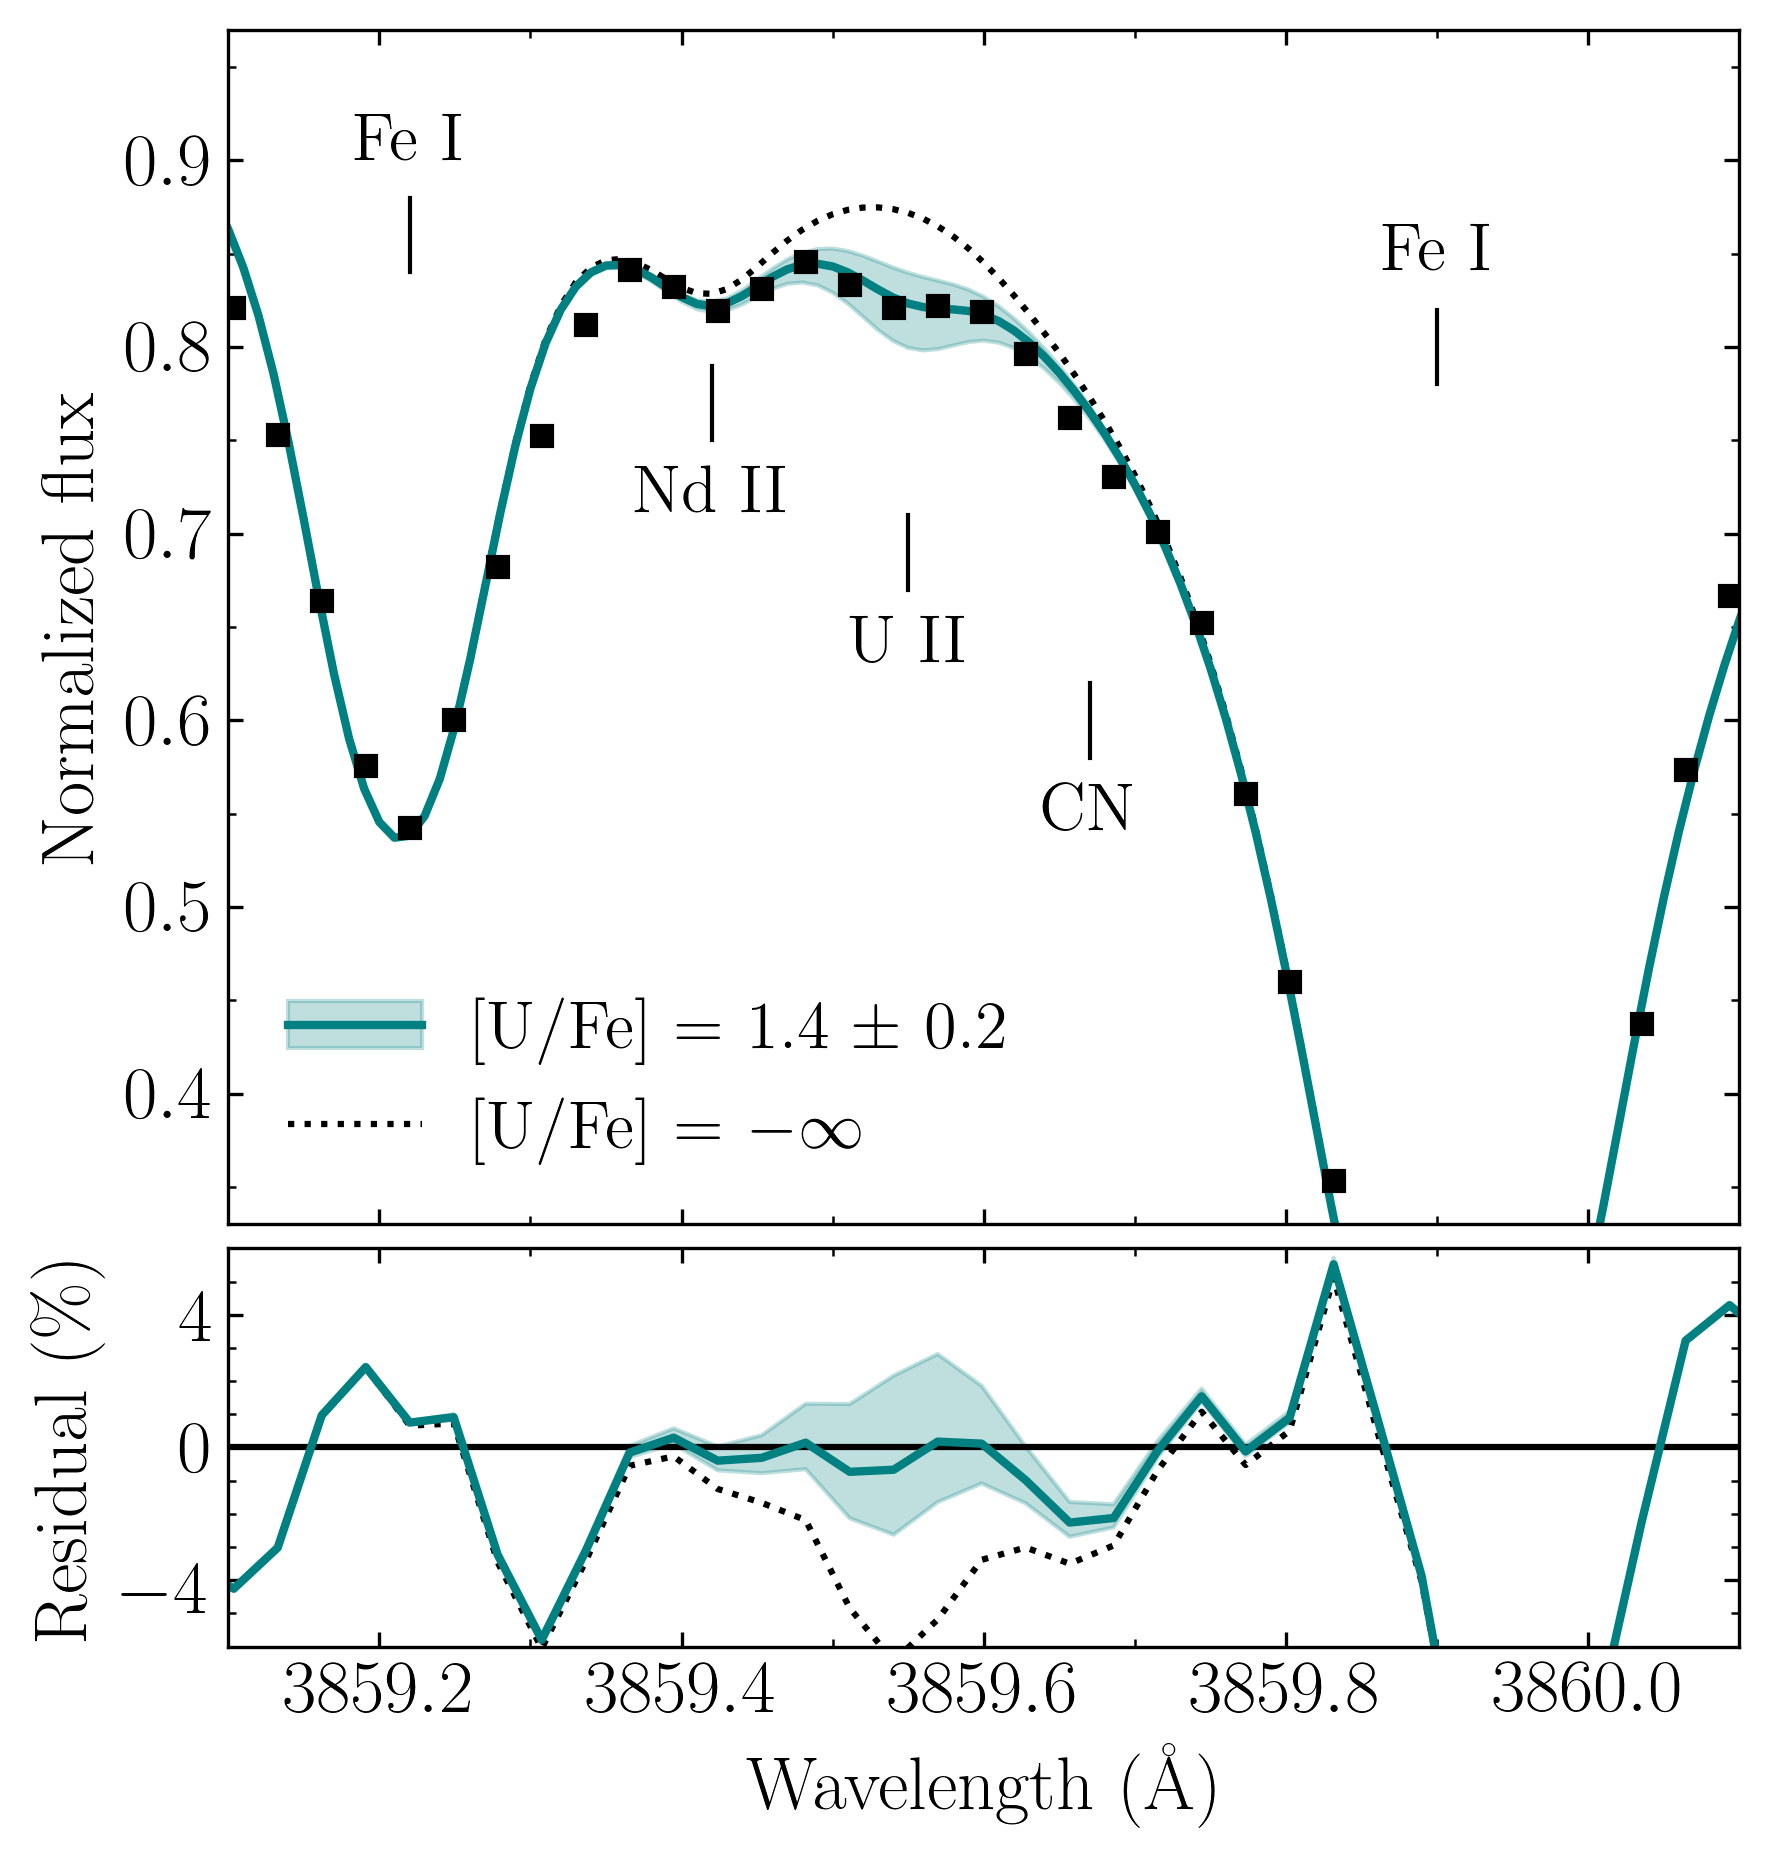 Fe I
Fe I
Nd II
U II
CN
0.9
0.8
0.7
0.6
0.5
0.4
Normalized flux
[U/Fe] = 1.4 ± 0.2
[U/Fe] = −∞
4
0
−4
Residual (%)
3859.2 3859.4 3859.6 3859.8 3860.0
Wavelength (Å)